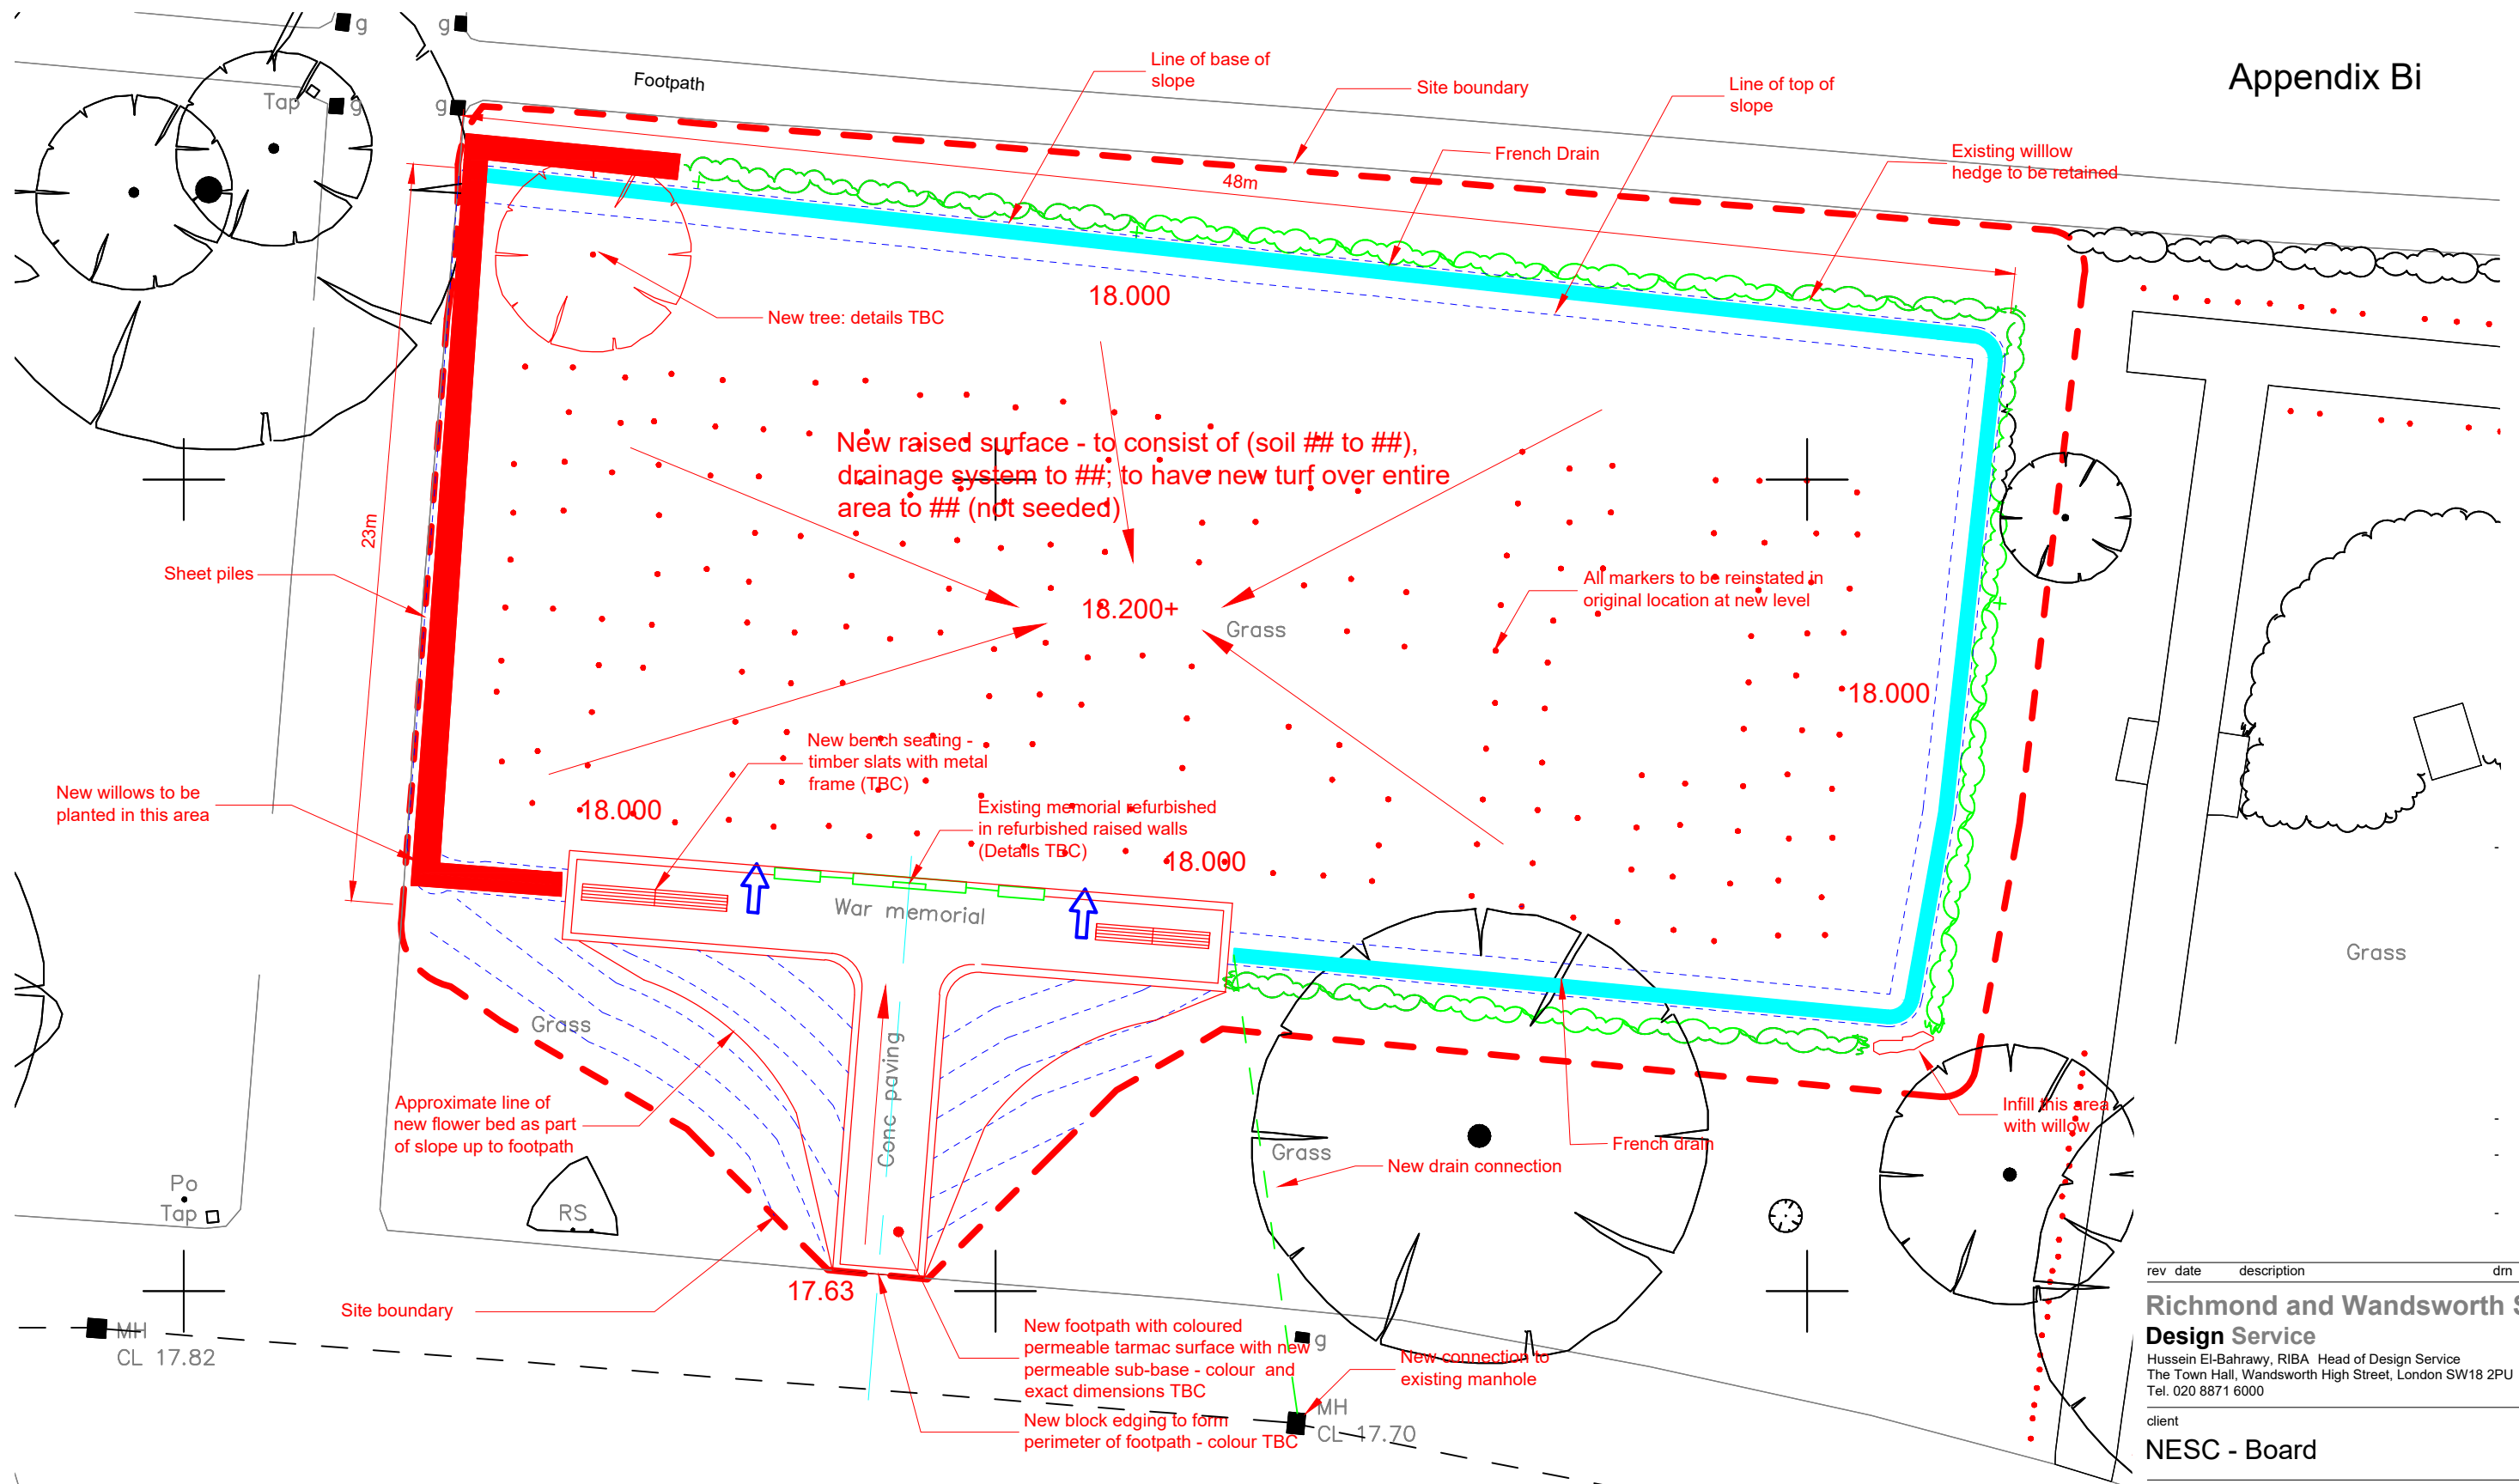 Appendix Bi
g
g
Tap
g
g
Footpath
Line of base of
slope
Site boundary
Line of top of
slope
French Drain
Existing willlow
hedge to be retained
48m
18.000
New tree: details TBC
New raised surface - to consist of (soil ## to ##),
drainage system to ##; to have new turf over entire
area to ## (not seeded)
23m
Sheet piles
All markers to be reinstated in
original location at new level
18.200+
Grass
18.000
New bench seating -
timber slats with metal
frame (TBC)
New willows to be
planted in this area
18.000
Existing memorial refurbished
in refurbished raised walls
(Details TBC)
18.000
War memorial
Grass
Grass
Conc paving
Approximate line of
new flower bed as part
of slope up to footpath
Infill this area
with willow
French drain
Grass
New drain connection
Po
Tap
RS
17.63
Site boundary
MH
CL 17.82
New footpath with coloured
permeable tarmac surface with new
permeable sub-base - colour and
exact dimensions TBC
g
New connection to
existing manhole
New block edging to form
perimeter of footpath - colour TBC
MH
CL 17.70
rev date description drn
Richmond and Wandsworth S
Design Service
Hussein El-Bahrawy, RIBA Head of Design Service
The Town Hall, Wandsworth High Street, London SW18 2PU
Tel. 020 8871 6000
client
NESC - Board